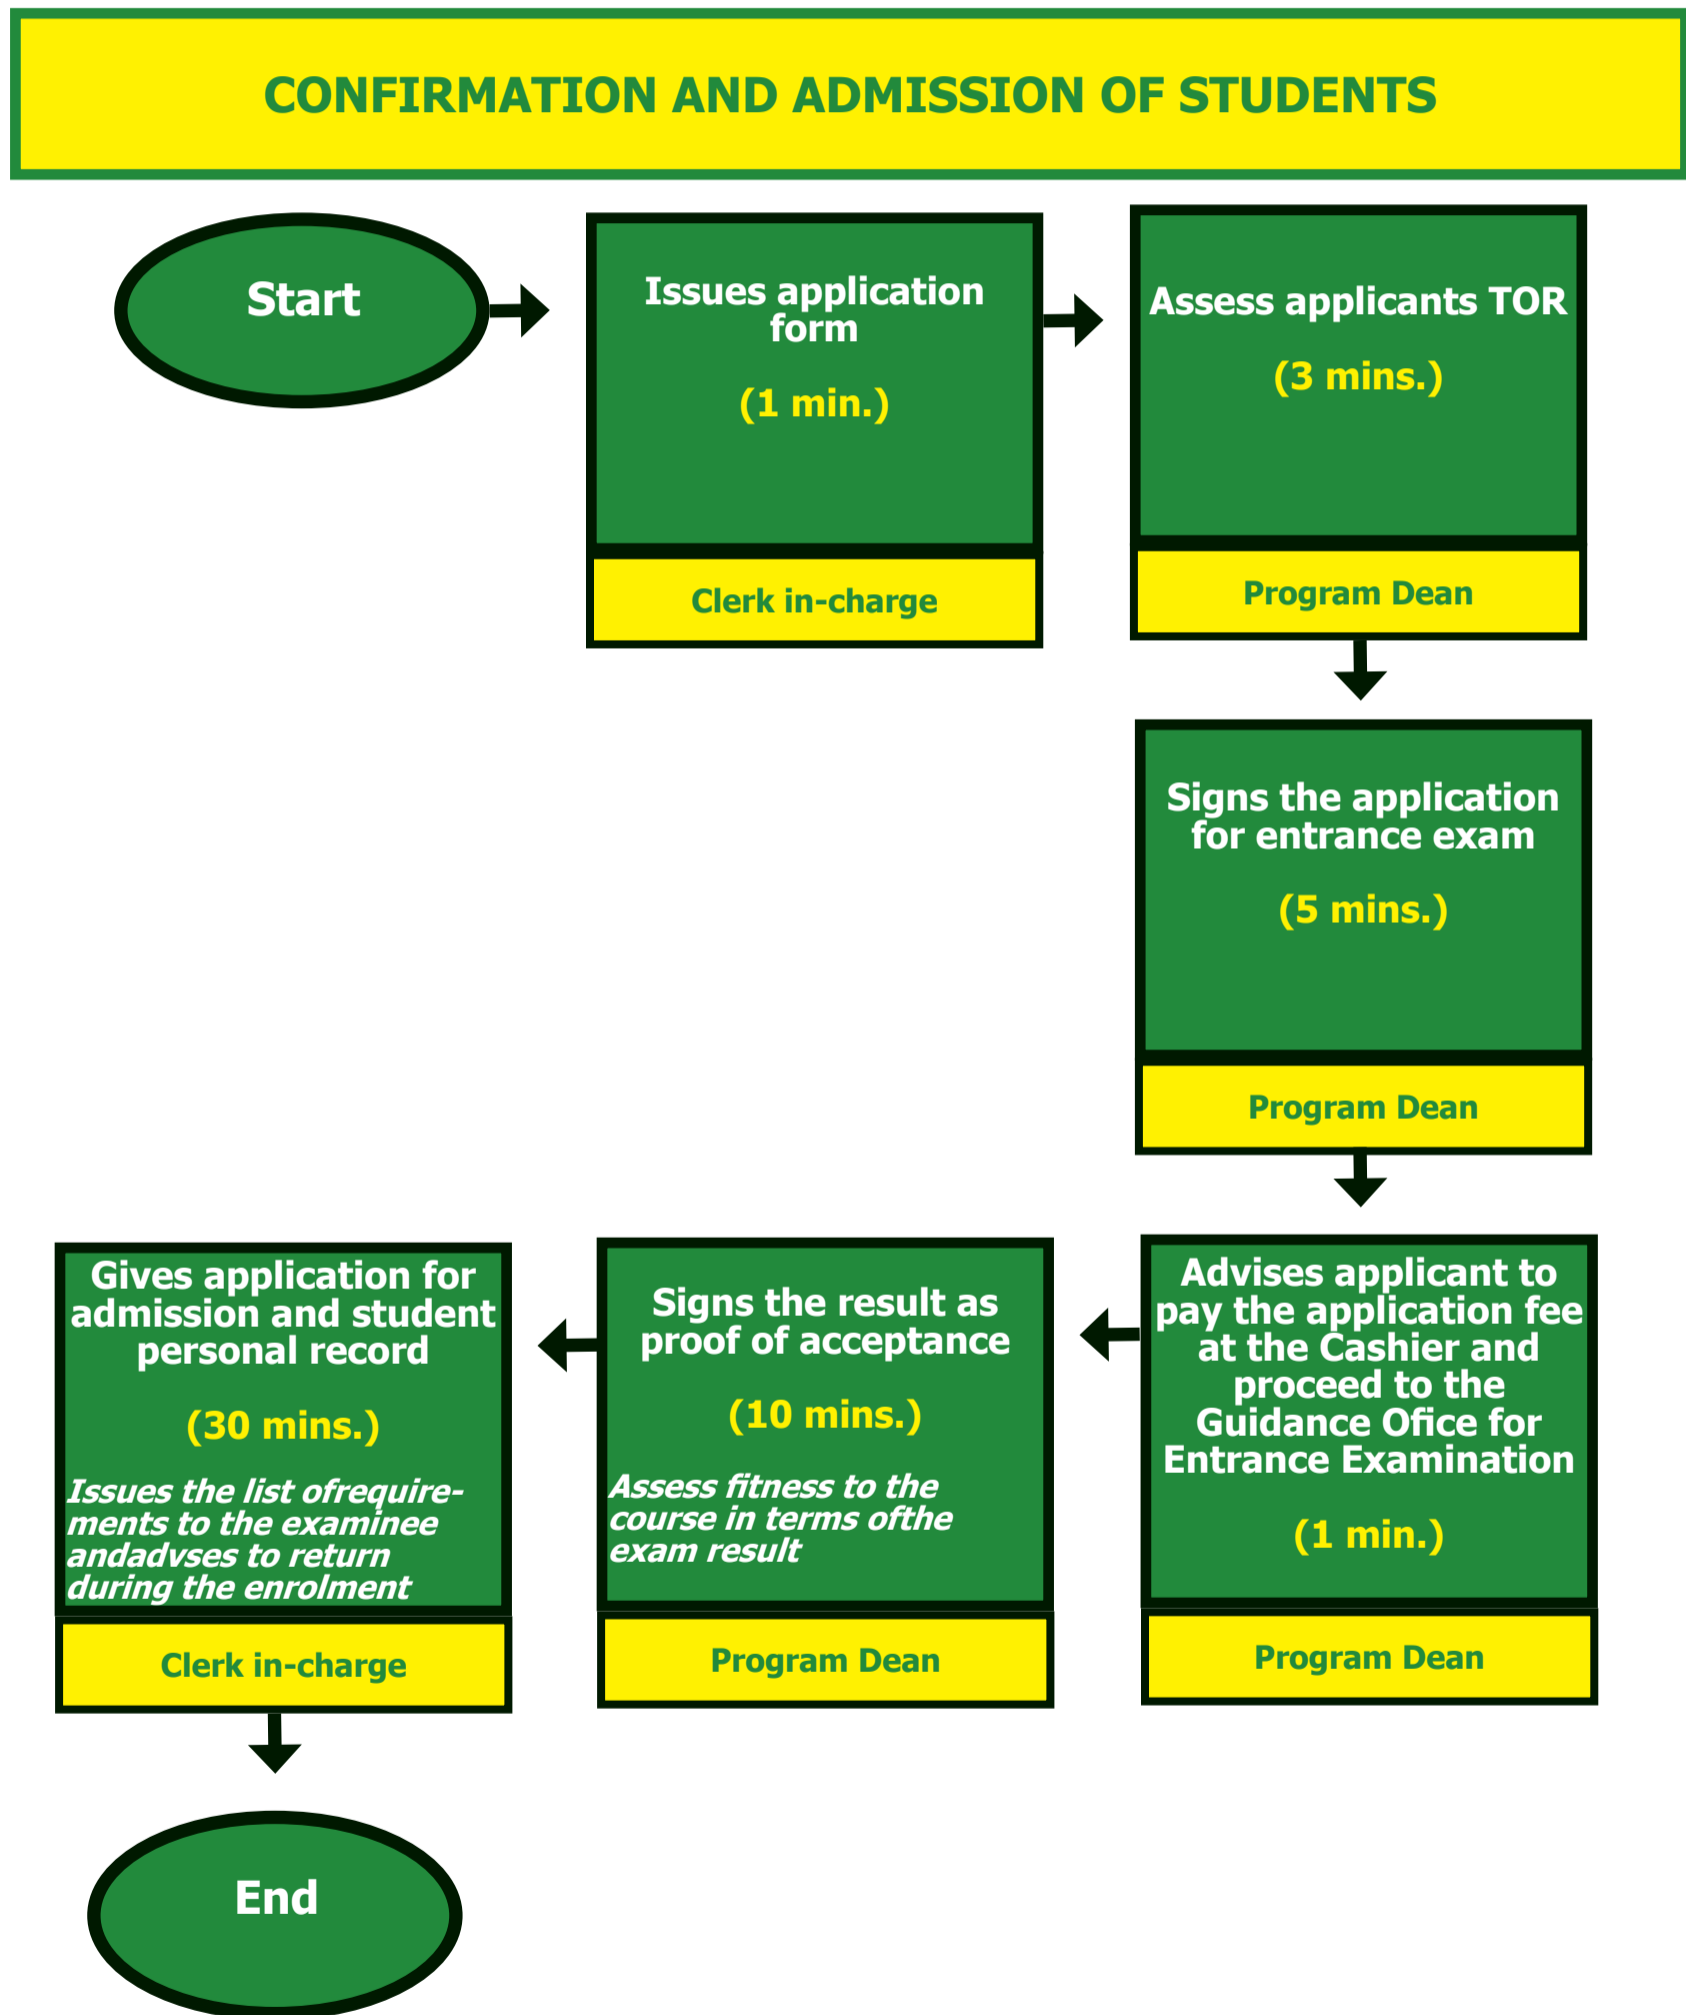 CONFIRMATION AND ADMISSION OF STUDENTS
Start
Issues application
form
(1 min.)
Clerk in-charge
Assess applicants TOR
(3 mins.)
Program Dean
Signs the application
for entrance exam
(5 mins.)
Program Dean
Advises applicant to
pay the application fee
at the Cashier and
proceed to the
Guidance Ofice for
Entrance Examination
(1 min.)
Program Dean
Signs the result as
proof of acceptance
(10 mins.)
Assess fitness to the
course in terms ofthe
exam result
Program Dean
Gives application for
admission and student
personal record
(30 mins.)
Issues the list ofrequire-
ments to the examinee
andadvses to return
during the enrolment
Clerk in-charge
End